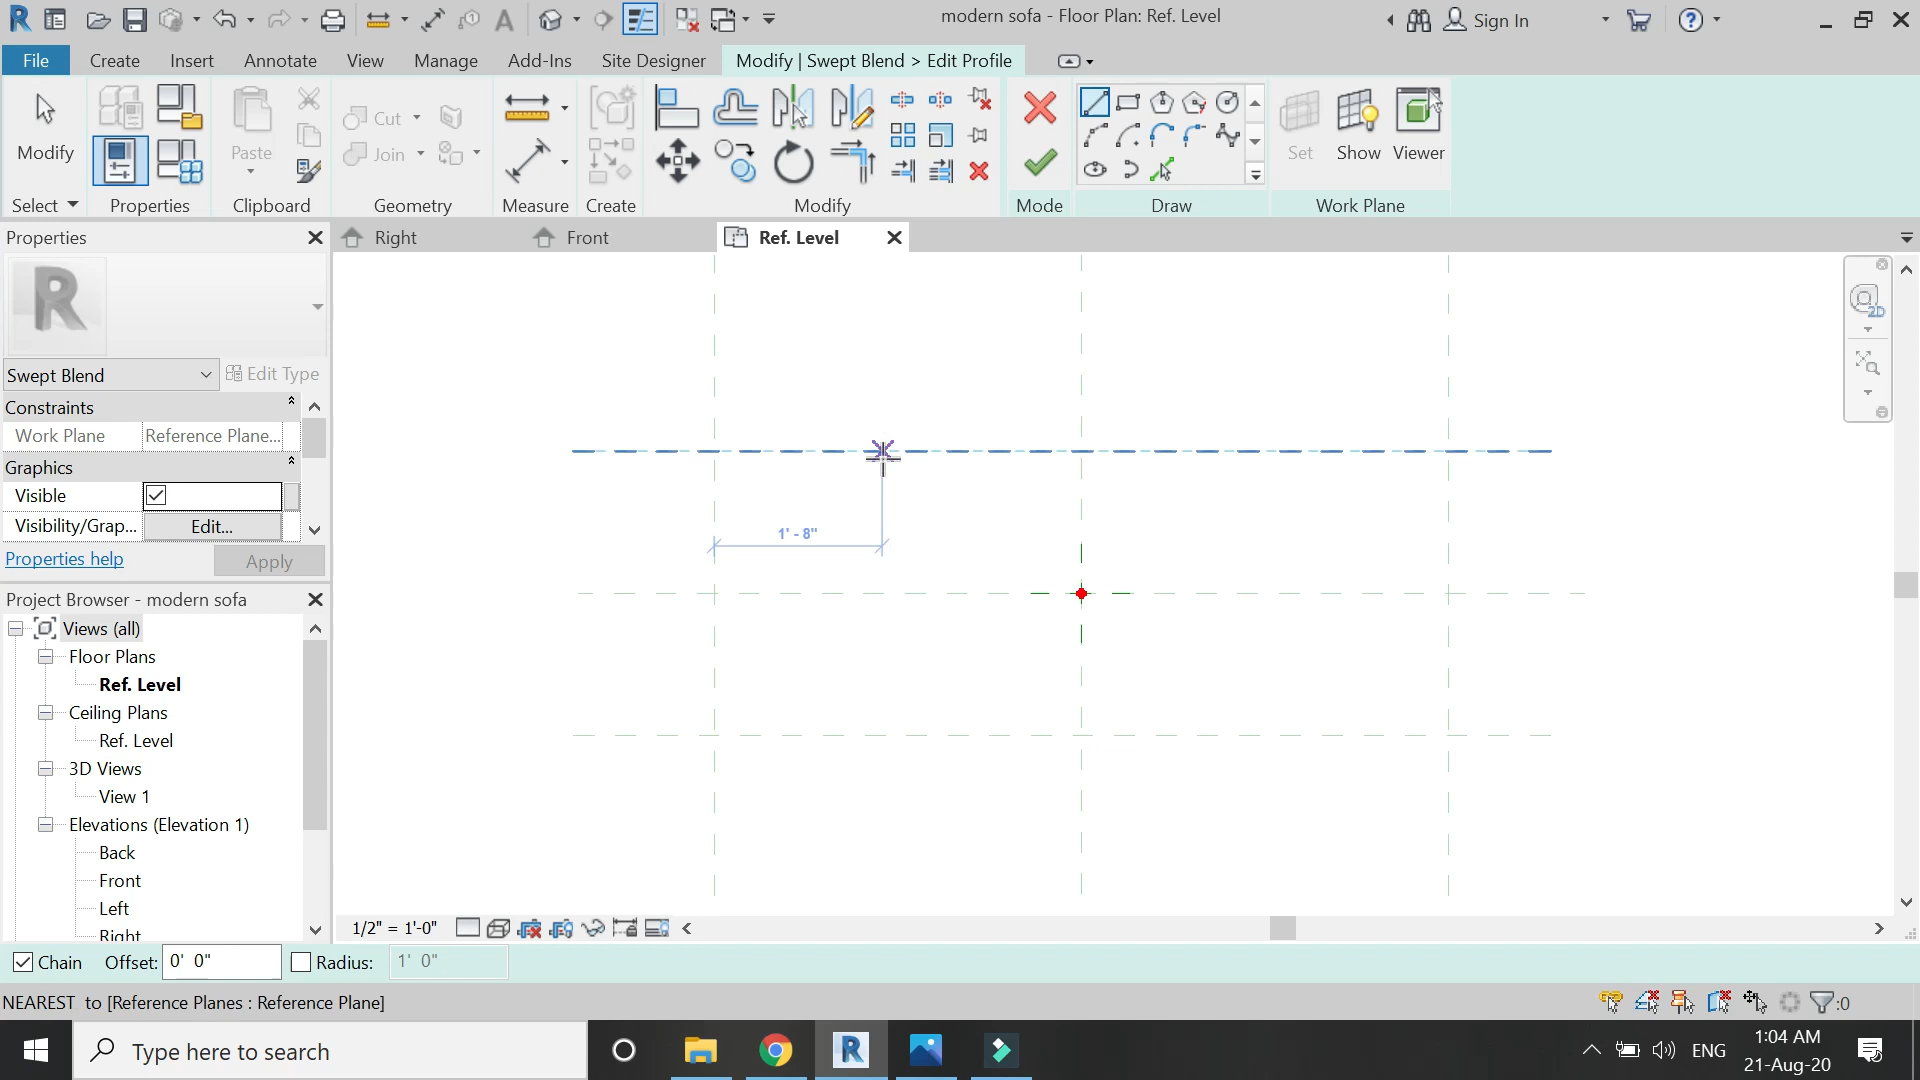 modern sofa - Floor Plan: Ref. Level
Sign In
File
Create
Insert
Annotate
View
Manage
Add-Ins
Site Designer
Modify | Swept Blend > Edit Profile
Modify
Paste
Cut
Join
Set
Show
Viewer
Select
Properties
Clipboard
Geometry
Measure
Create
Modify
Mode
Draw
Work Plane
Properties
Right
Front
Ref. Level
2D
Swept Blend
Edit Type
Constraints
Work Plane
Reference Plane...
Graphics
Visible
Visibility/Grap...
Edit...
Properties help
Apply
1' - 8"
Project Browser - modern sofa
Views (all)
Floor Plans
Ref. Level
Ceiling Plans
Ref. Level
3D Views
View 1
Elevations (Elevation 1)
Back
Front
Left
Right
1/2" = 1'-0"
Chain
Offset:
0' 0"
Radius:
1' 0"
NEAREST to [Reference Planes : Reference Plane]
:0
Type here to search
ENG
1:04 AM
21-Aug-20